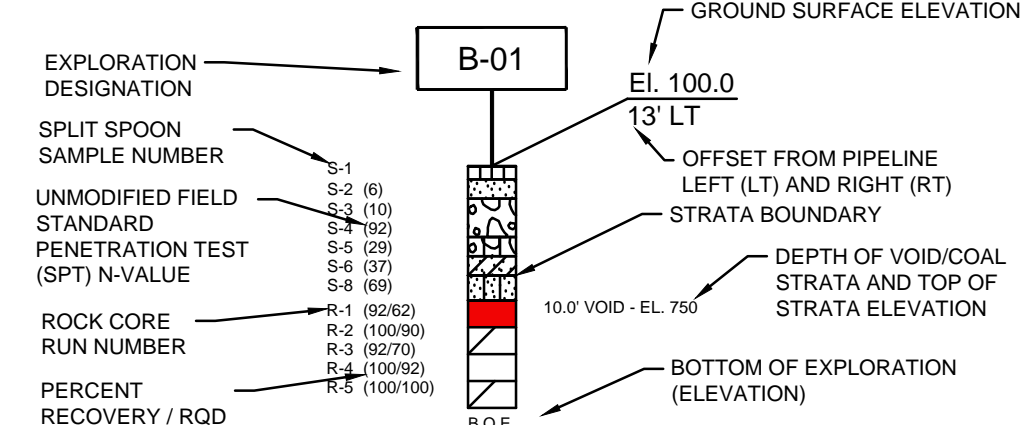 GROUND SURFACE ELEVATION
B-01
EXPLORATION
DESIGNATION
El. 100.0
13' LT
SPLIT SPOON
SAMPLE NUMBER
OFFSET FROM PIPELINE
LEFT (LT) AND RIGHT (RT)
UNMODIFIED FIELD
STANDARD
PENETRATION TEST
(SPT) N-VALUE
S-1
S-2 (6)
S-3 (10)
S-4 (92)
S-5 (29)
S-6 (37)
S-8 (69)
STRATA BOUNDARY
DEPTH OF VOID/COAL
STRATA AND TOP OF
STRATA ELEVATION
10.0' VOID - EL. 750
ROCK CORE
RUN NUMBER
R-1 (92/62)
R-2 (100/90)
R-3 (92/70)
R-4 (100/92)
R-5 (100/100)
PERCENT
RECOVERY / RQD
BOTTOM OF EXPLORATION
(ELEVATION)
B.O.E.